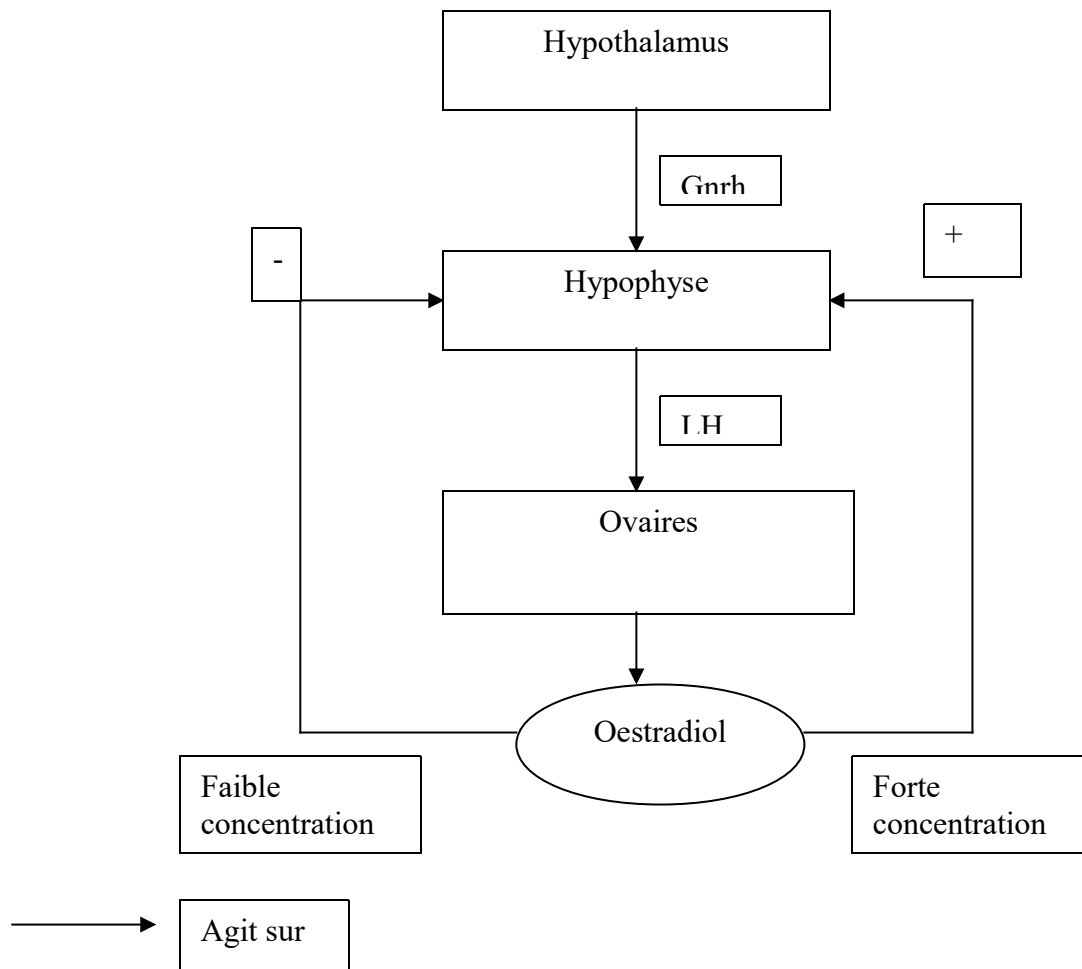 Hypothalamus
Gnrh
+
-
Hypophyse
LH
Ovaires
Oestradiol
Faible
concentration
Forte
concentration
Agit sur